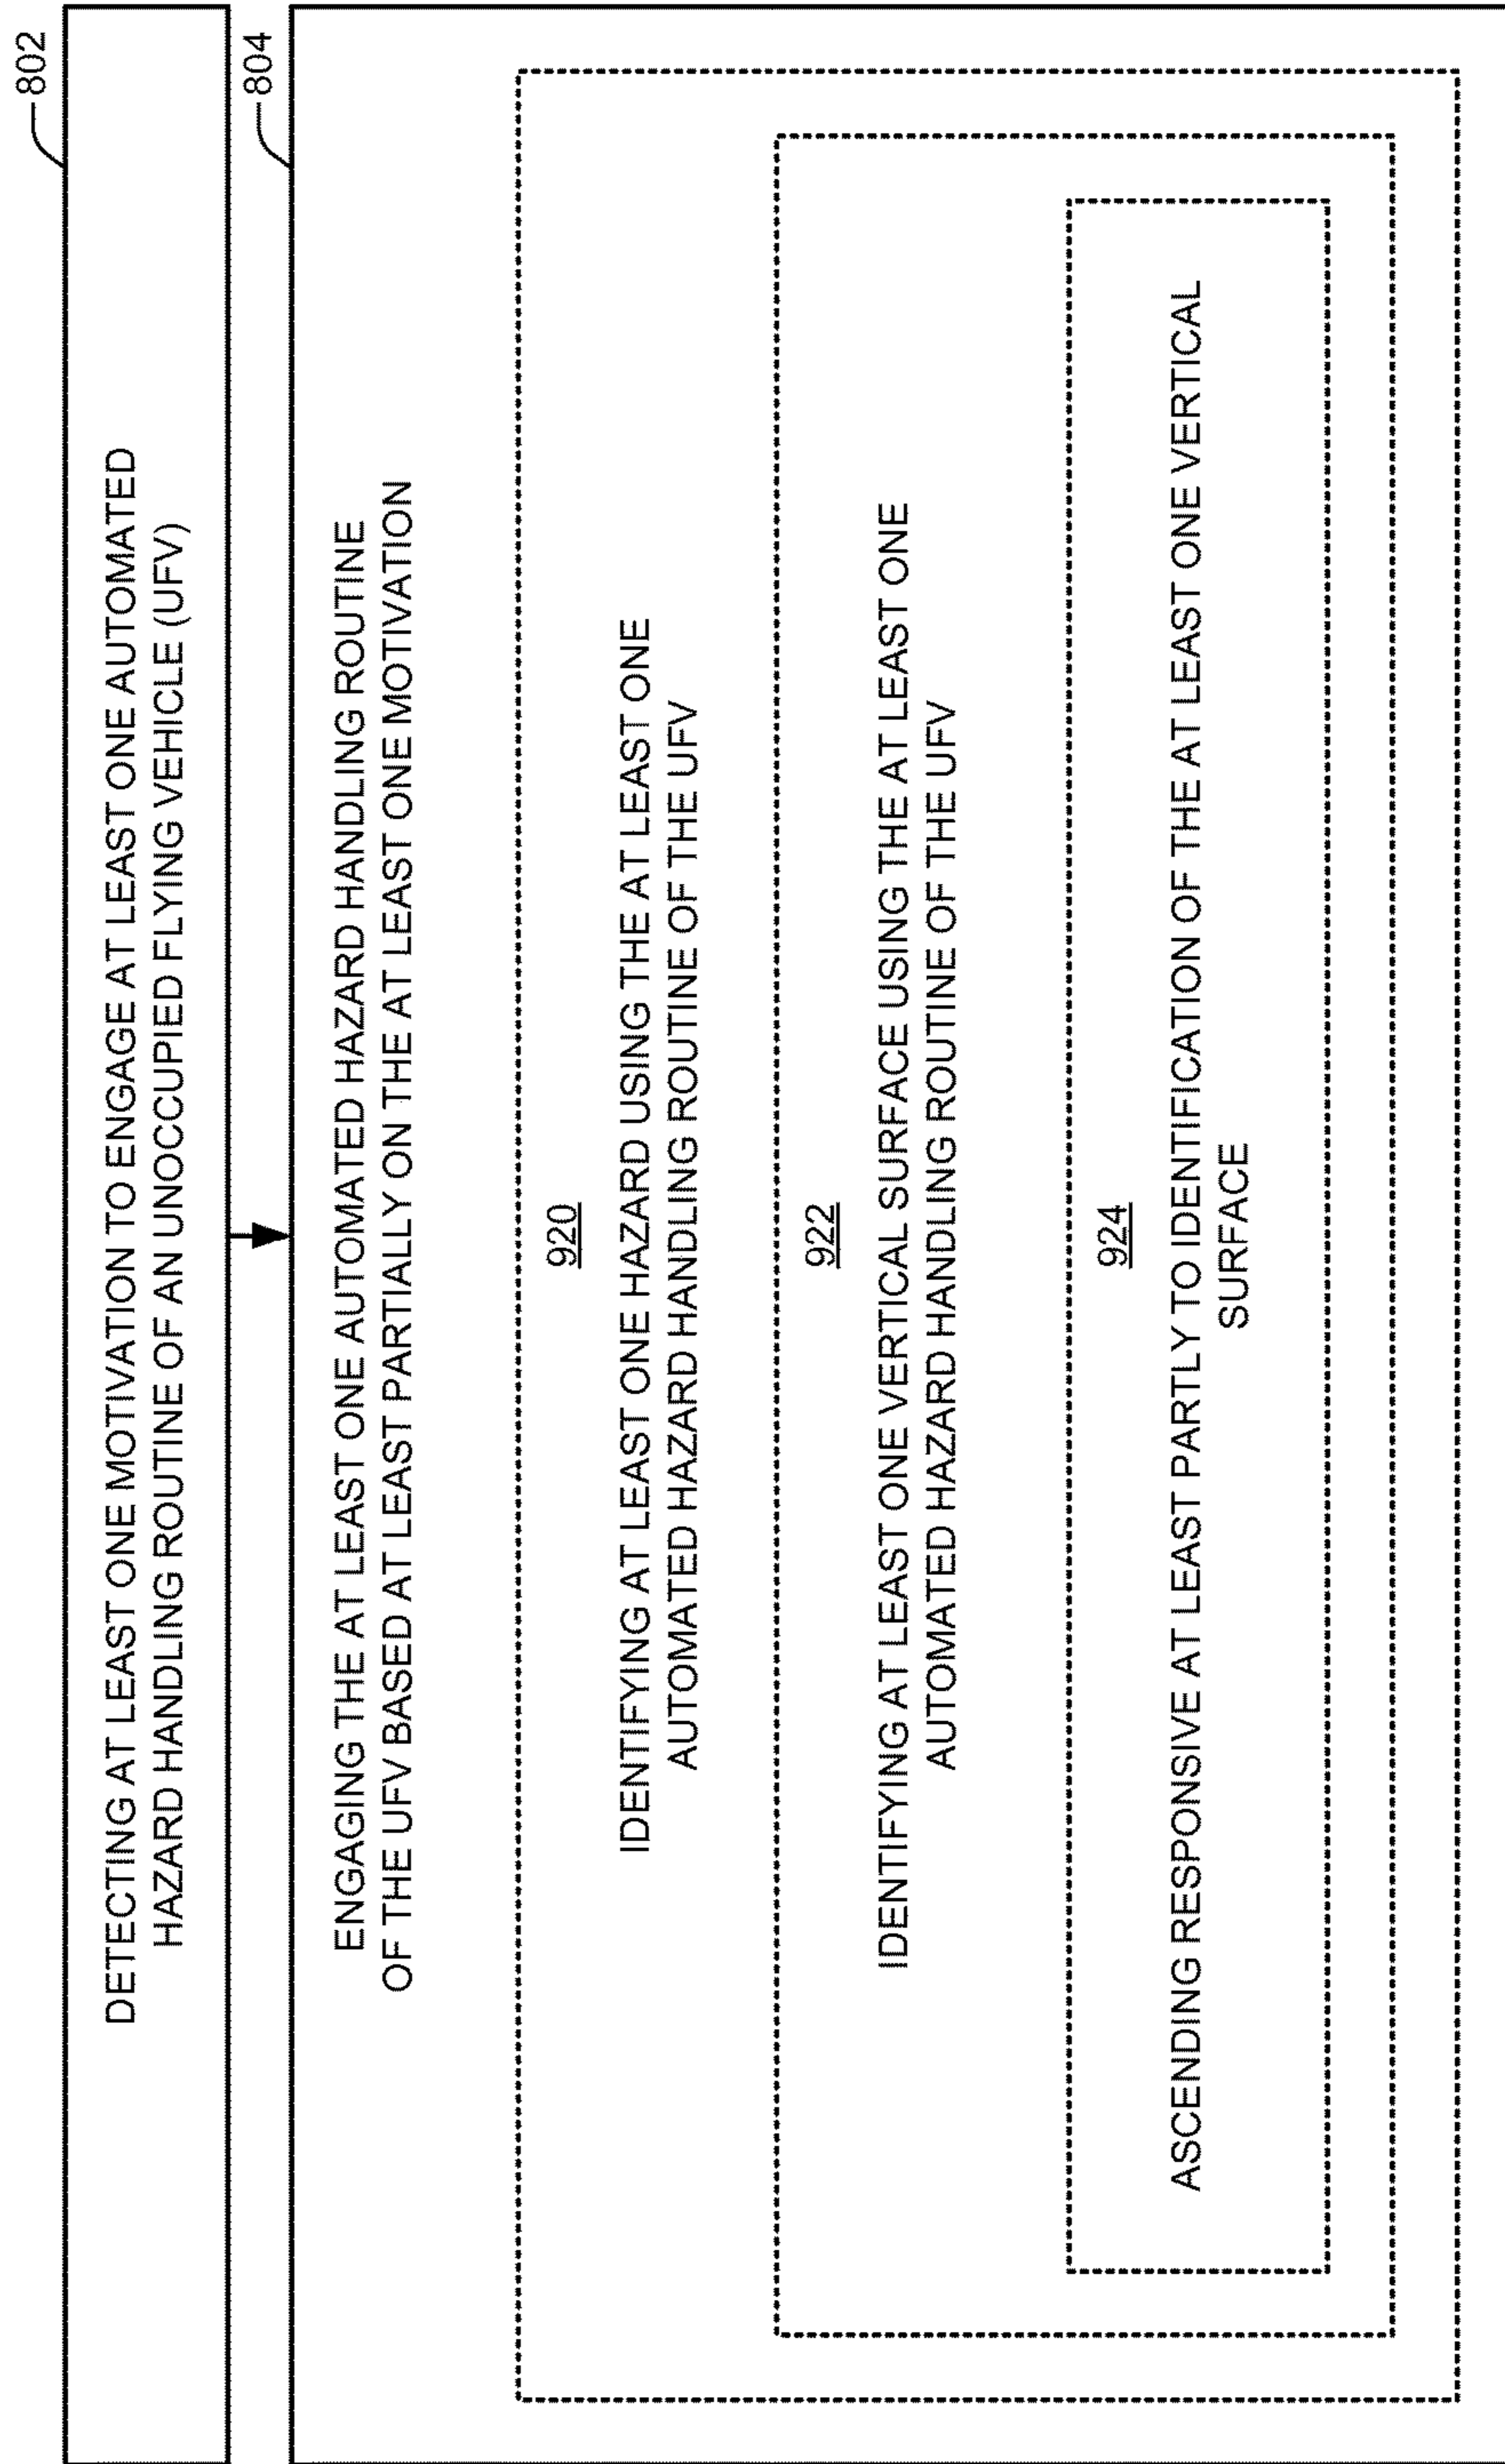 802
DETECTING AT LEAST ONE MOTIVATION TO ENGAGE AT LEAST ONE AUTOMATED
HAZARD HANDLING ROUTINE OF AN UNOCCUPIED FLYING VEHICLE (UFV)
804
ENGAGING THE AT LEAST ONE AUTOMATED HAZARD HANDLING ROUTINE
OF THE UFV BASED AT LEAST PARTIALLY ON THE AT LEAST ONE MOTIVATION
920
IDENTIFYING AT LEAST ONE HAZARD USING THE AT LEAST ONE
AUTOMATED HAZARD HANDLING ROUTINE OF THE UFV
922
IDENTIFYING AT LEAST ONE VERTICAL SURFACE USING THE AT LEAST ONE
AUTOMATED HAZARD HANDLING ROUTINE OF THE UFV
924
ASCENDING RESPONSIVE AT LEAST PARTLY TO IDENTIFICATION OF THE AT LEAST ONE VERTICAL
SURFACE